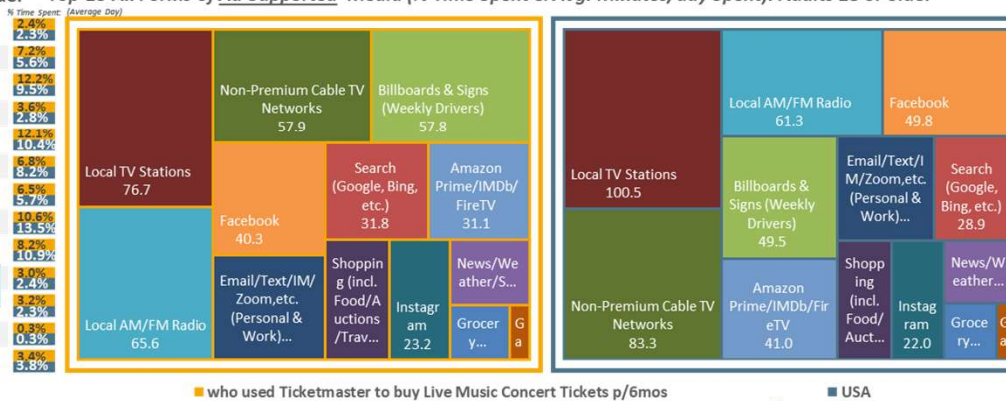 % Time Spent: (Average Day)
2.4%
2.3%
7.2%
5.6%
12.2%
9.5%
3.6%
2.8%
12.1%
10.4%
6.8%
8.2%
6.5%
5.7%
10.6%
13.5%
8.2%
10.9%
3.0%
2.4%
3.2%
2.3%
0.3%
0.3%
3.4%
3.8%
Local TV Stations
76.7
Local AM/FM Radio
65.6
Non-Premium Cable TV
Networks
57.9
Billboards & Signs
(Weekly Drivers)
57.8
Facebook
40.3
Search
(Google, Bing,
etc.)
31.8
Amazon
Prime/IMDb/
FireTV
31.1
Email/Text/IM/
Zoom,etc.
(Personal &
Work)...
Shoppin
g (incl.
Food/A
uctions
/Trav...
Instagr
am
23.2
News/We
ather/S...
Grocer
y...
G
a
Local TV Stations
100.5
Non-Premium Cable TV
Networks
83.3
Local AM/FM Radio
61.3
Facebook
49.8
Billboards &
Signs (Weekly
Drivers)
49.5
Amazon
Prime/IMDb/Fir
eTV
41.0
Email/Text/I
M/Zoom,etc.
(Personal &
Work)...
Search
(Google,
Bing, etc.)
28.9
Shopp
ing
(incl.
Food/
Auct...
Instag
ram
22.0
News/W
eather...
Groce
ry...
who used Ticketmaster to buy Live Music Concert Tickets p/6mos
USA